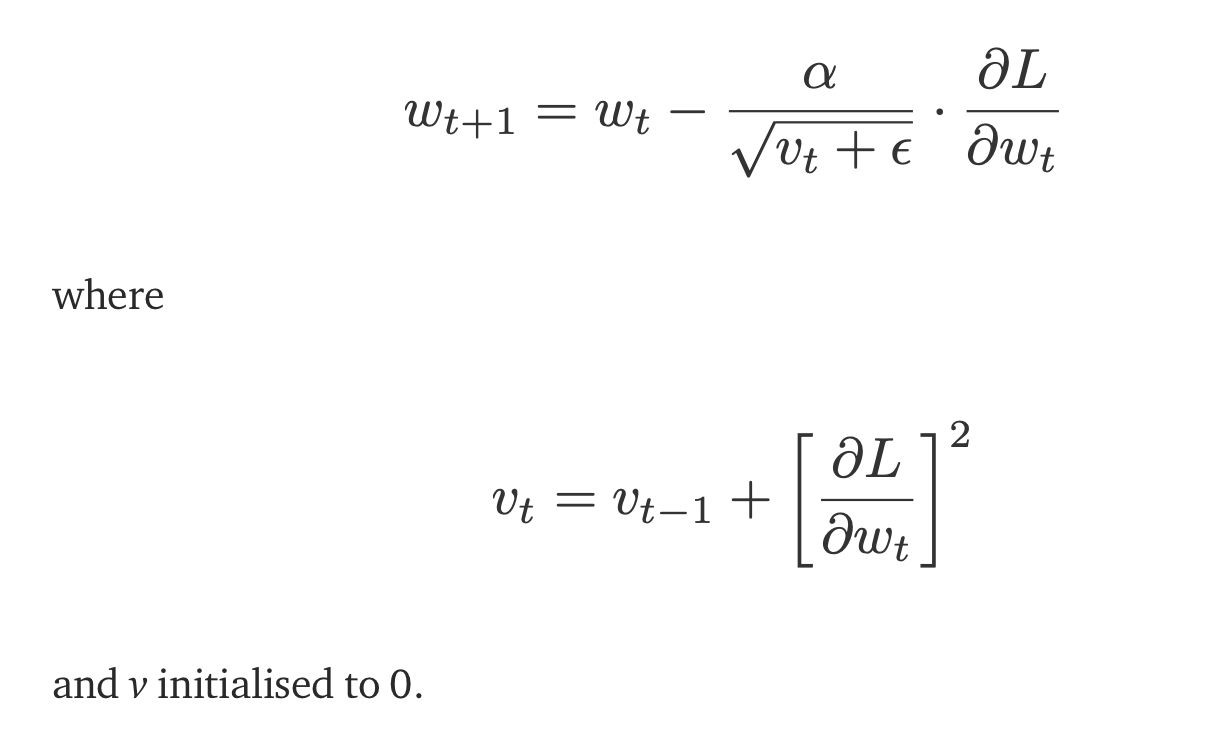 $$w_{t+1} = w_t - \frac{\alpha}{\sqrt{v_t + \epsilon}} \cdot \frac{\partial L}{\partial w_t}$$
where
$$v_t = v_{t-1} + \left[\frac{\partial L}{\partial w_t}\right]^2$$
and v initialised to 0.